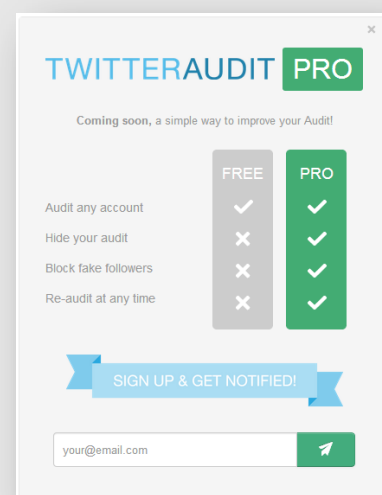 TWITTERAUDIT PRO
Coming soon, a simple way to improve your Audit!
FREE PRO
Audit any account
Hide your audit
Block fake followers
Re-audit at any time
SIGN UP & GET NOTIFIED!
your@email.com